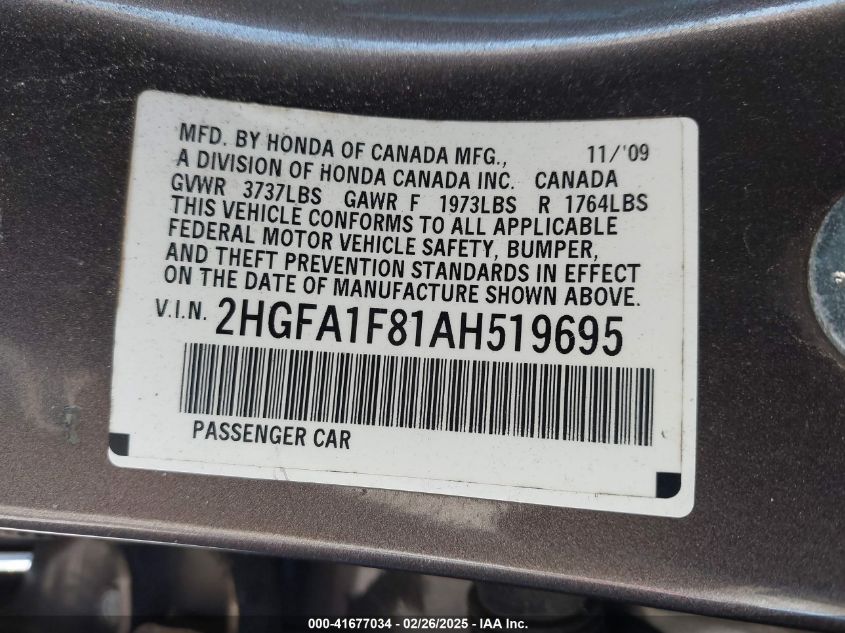 MFD. BY HONDA OF CANADA MFG., 11/'09
A DIVISION OF HONDA CANADA INC. CANADA
GVWR 3737LBS GAWR F 1973LBS R 1764LBS
THIS VEHICLE CONFORMS TO ALL APPLICABLE
FEDERAL MOTOR VEHICLE SAFETY, BUMPER,
AND THEFT PREVENTION STANDARDS IN EFFECT
ON THE DATE OF MANUFACTURE SHOWN ABOVE.
V.I.N. 2HGFA1F81AH519695
PASSENGER CAR
000-41677034 - 02/26/2025 - IAA Inc.